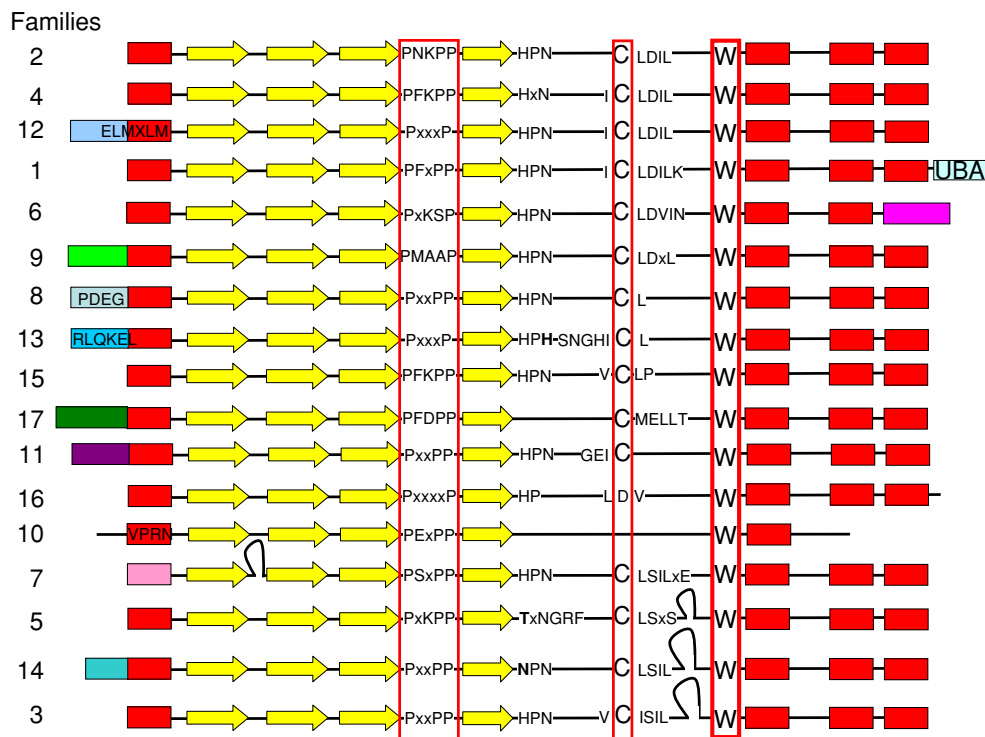 Families
2 PNKPP HPN C LDIL W
4 PFKPP HxN I C LDIL W
12 ELMXLM PxxxP HPN I C LDIL W
1 PFxPP HPN I C LDILK W UBA
6 PxKSP HPN C LDVIN W
9 PMAAP HPN C LDxL W
8 PDEG PxxPP HPN C L W
13 RLQKEL PxxxP HPH-SNGHI C L W
15 PFKPP HPN V C LP W
17 PFDPP C MELLT W
11 PxxPP HPN GEI C W
16 PxxxxP HP L D V W
10 VPRN PExPP W
7 PSxPP HPN C LSILxE W
5 PxKPP TxNGRF C LSxS W
14 PxxPP NPN C LSIL W
3 PxxPP HPN V C ISIL W